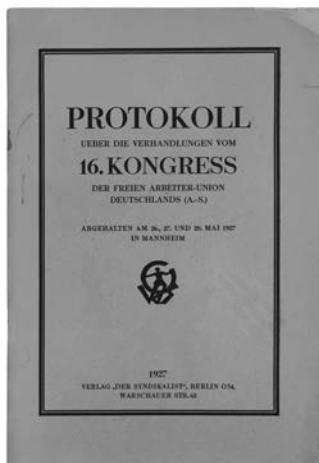 PROTOKOLL
UEBER DIE VERHANDLUNGEN VOM
16. KONGRESS
DER FREIEN ARBEITER-UNION
DEUTSCHLANDS (A.-S.)
ABGEHALTEN AM 26., 27. UND 28. MAI 1927
IN MANNHEIM
1927
VERLAG „DER SYNDIKALIST“, BERLIN O34,
WARSCHAUER STR. 62